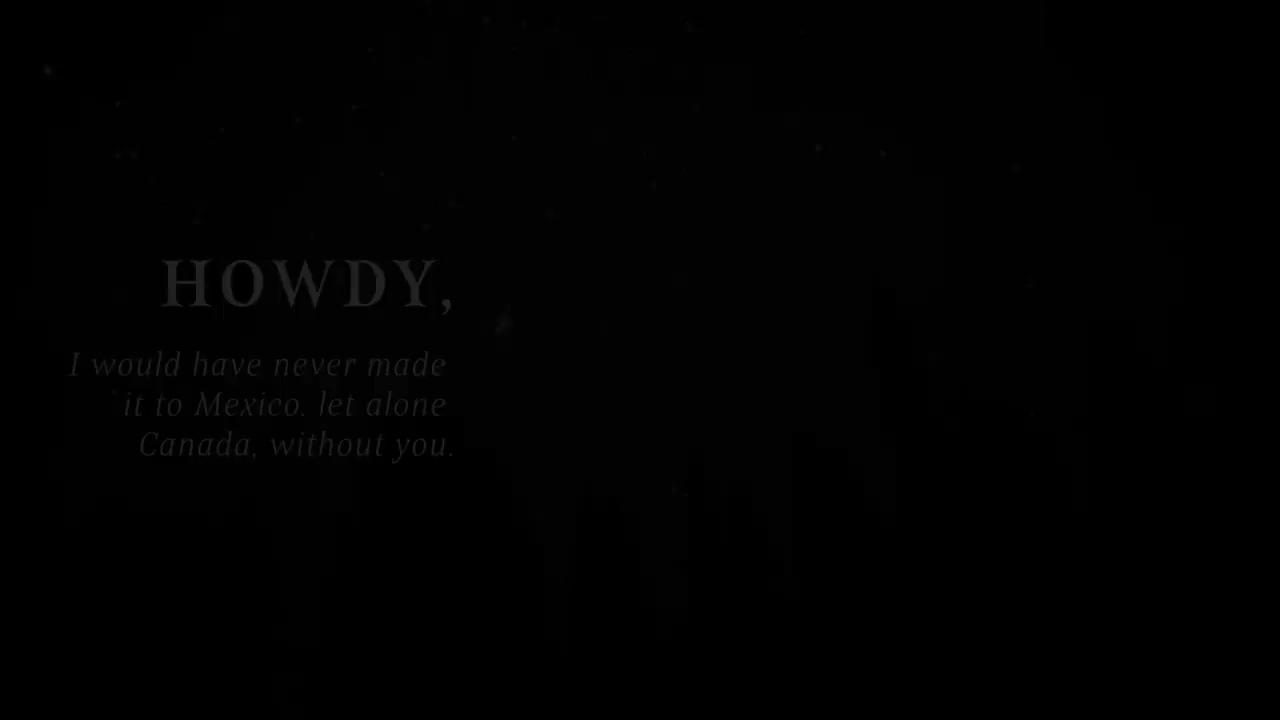 HOWDY,
I would have never made
it to Mexico, let alone
Canada, without you.